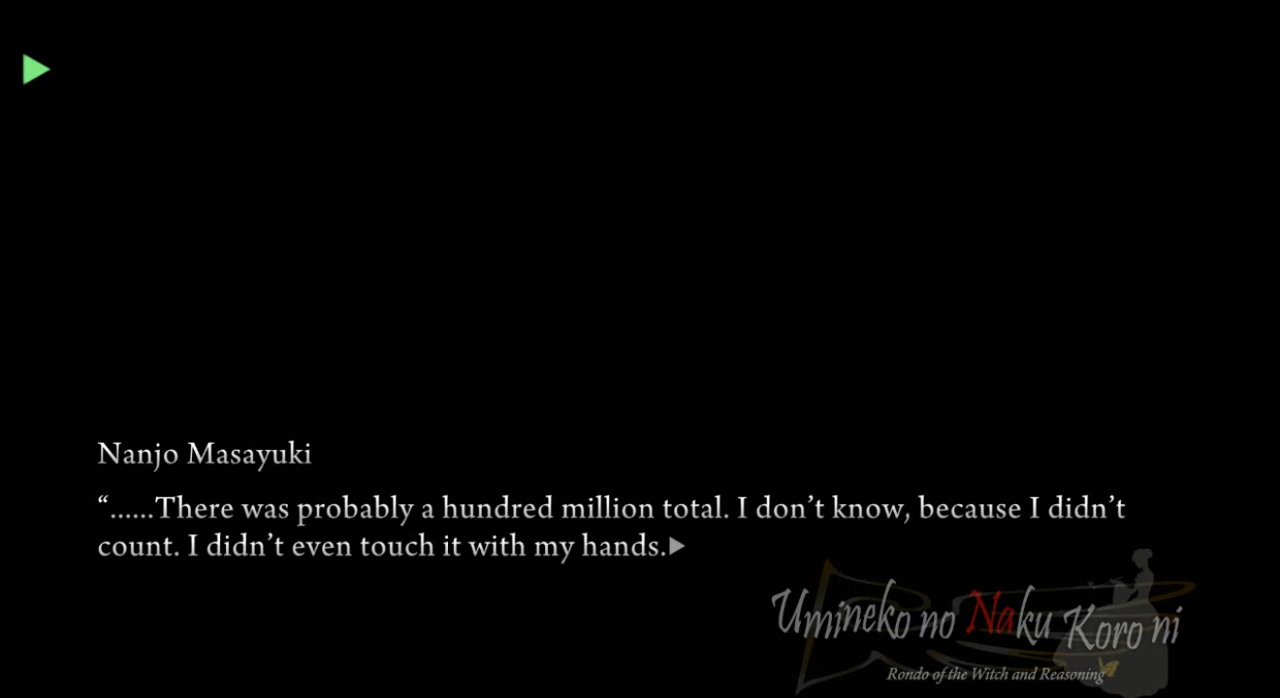 Nanjo Masayuki
“......There was probably a hundred million total. I don’t know, because I didn’t
count. I didn’t even touch it with my hands.
Umineko no Naku Koro ni
Rondo of the Witch and Reasoning